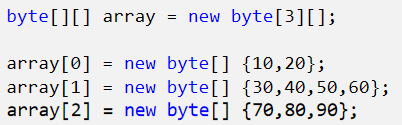 byte[][] array = new byte[3][];
array[0] = new byte[] {10,20};
array[1] = new byte[] {30,40,50,60};
array[2] = new byte[] {70,80,90};